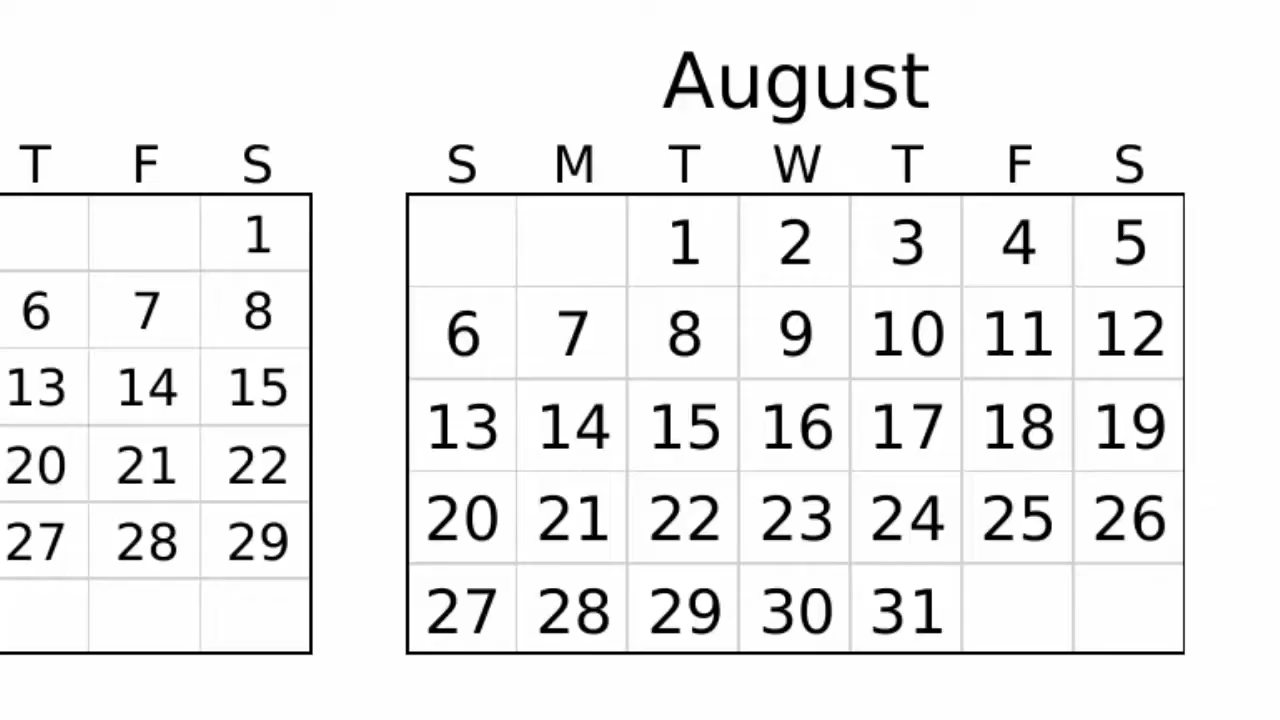 T F S
1
6 7 8
13 14 15
20 21 22
27 28 29
August
S M T W T F S
1 2 3 4 5
6 7 8 9 10 11 12
13 14 15 16 17 18 19
20 21 22 23 24 25 26
27 28 29 30 31